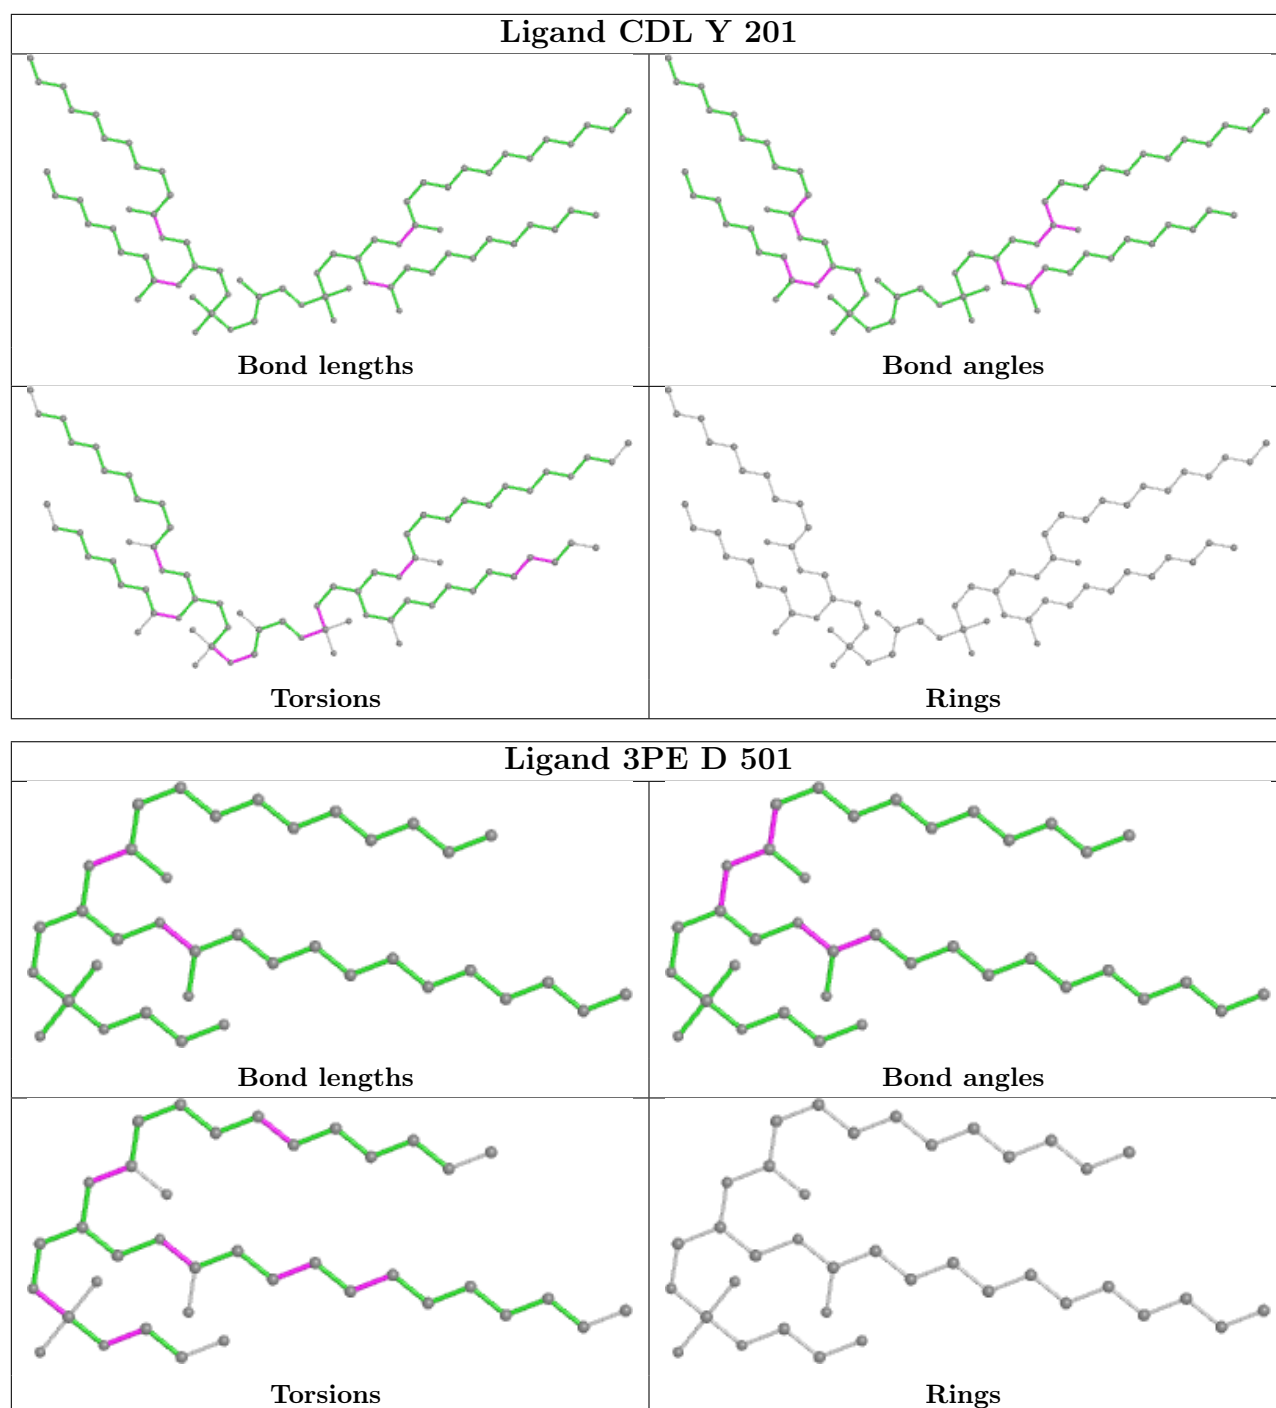 Ligand CDL Y 201
Bond lengths
Bond angles
Torsions
Rings
Ligand 3PE D 501
Bond lengths
Bond angles
Torsions
Rings